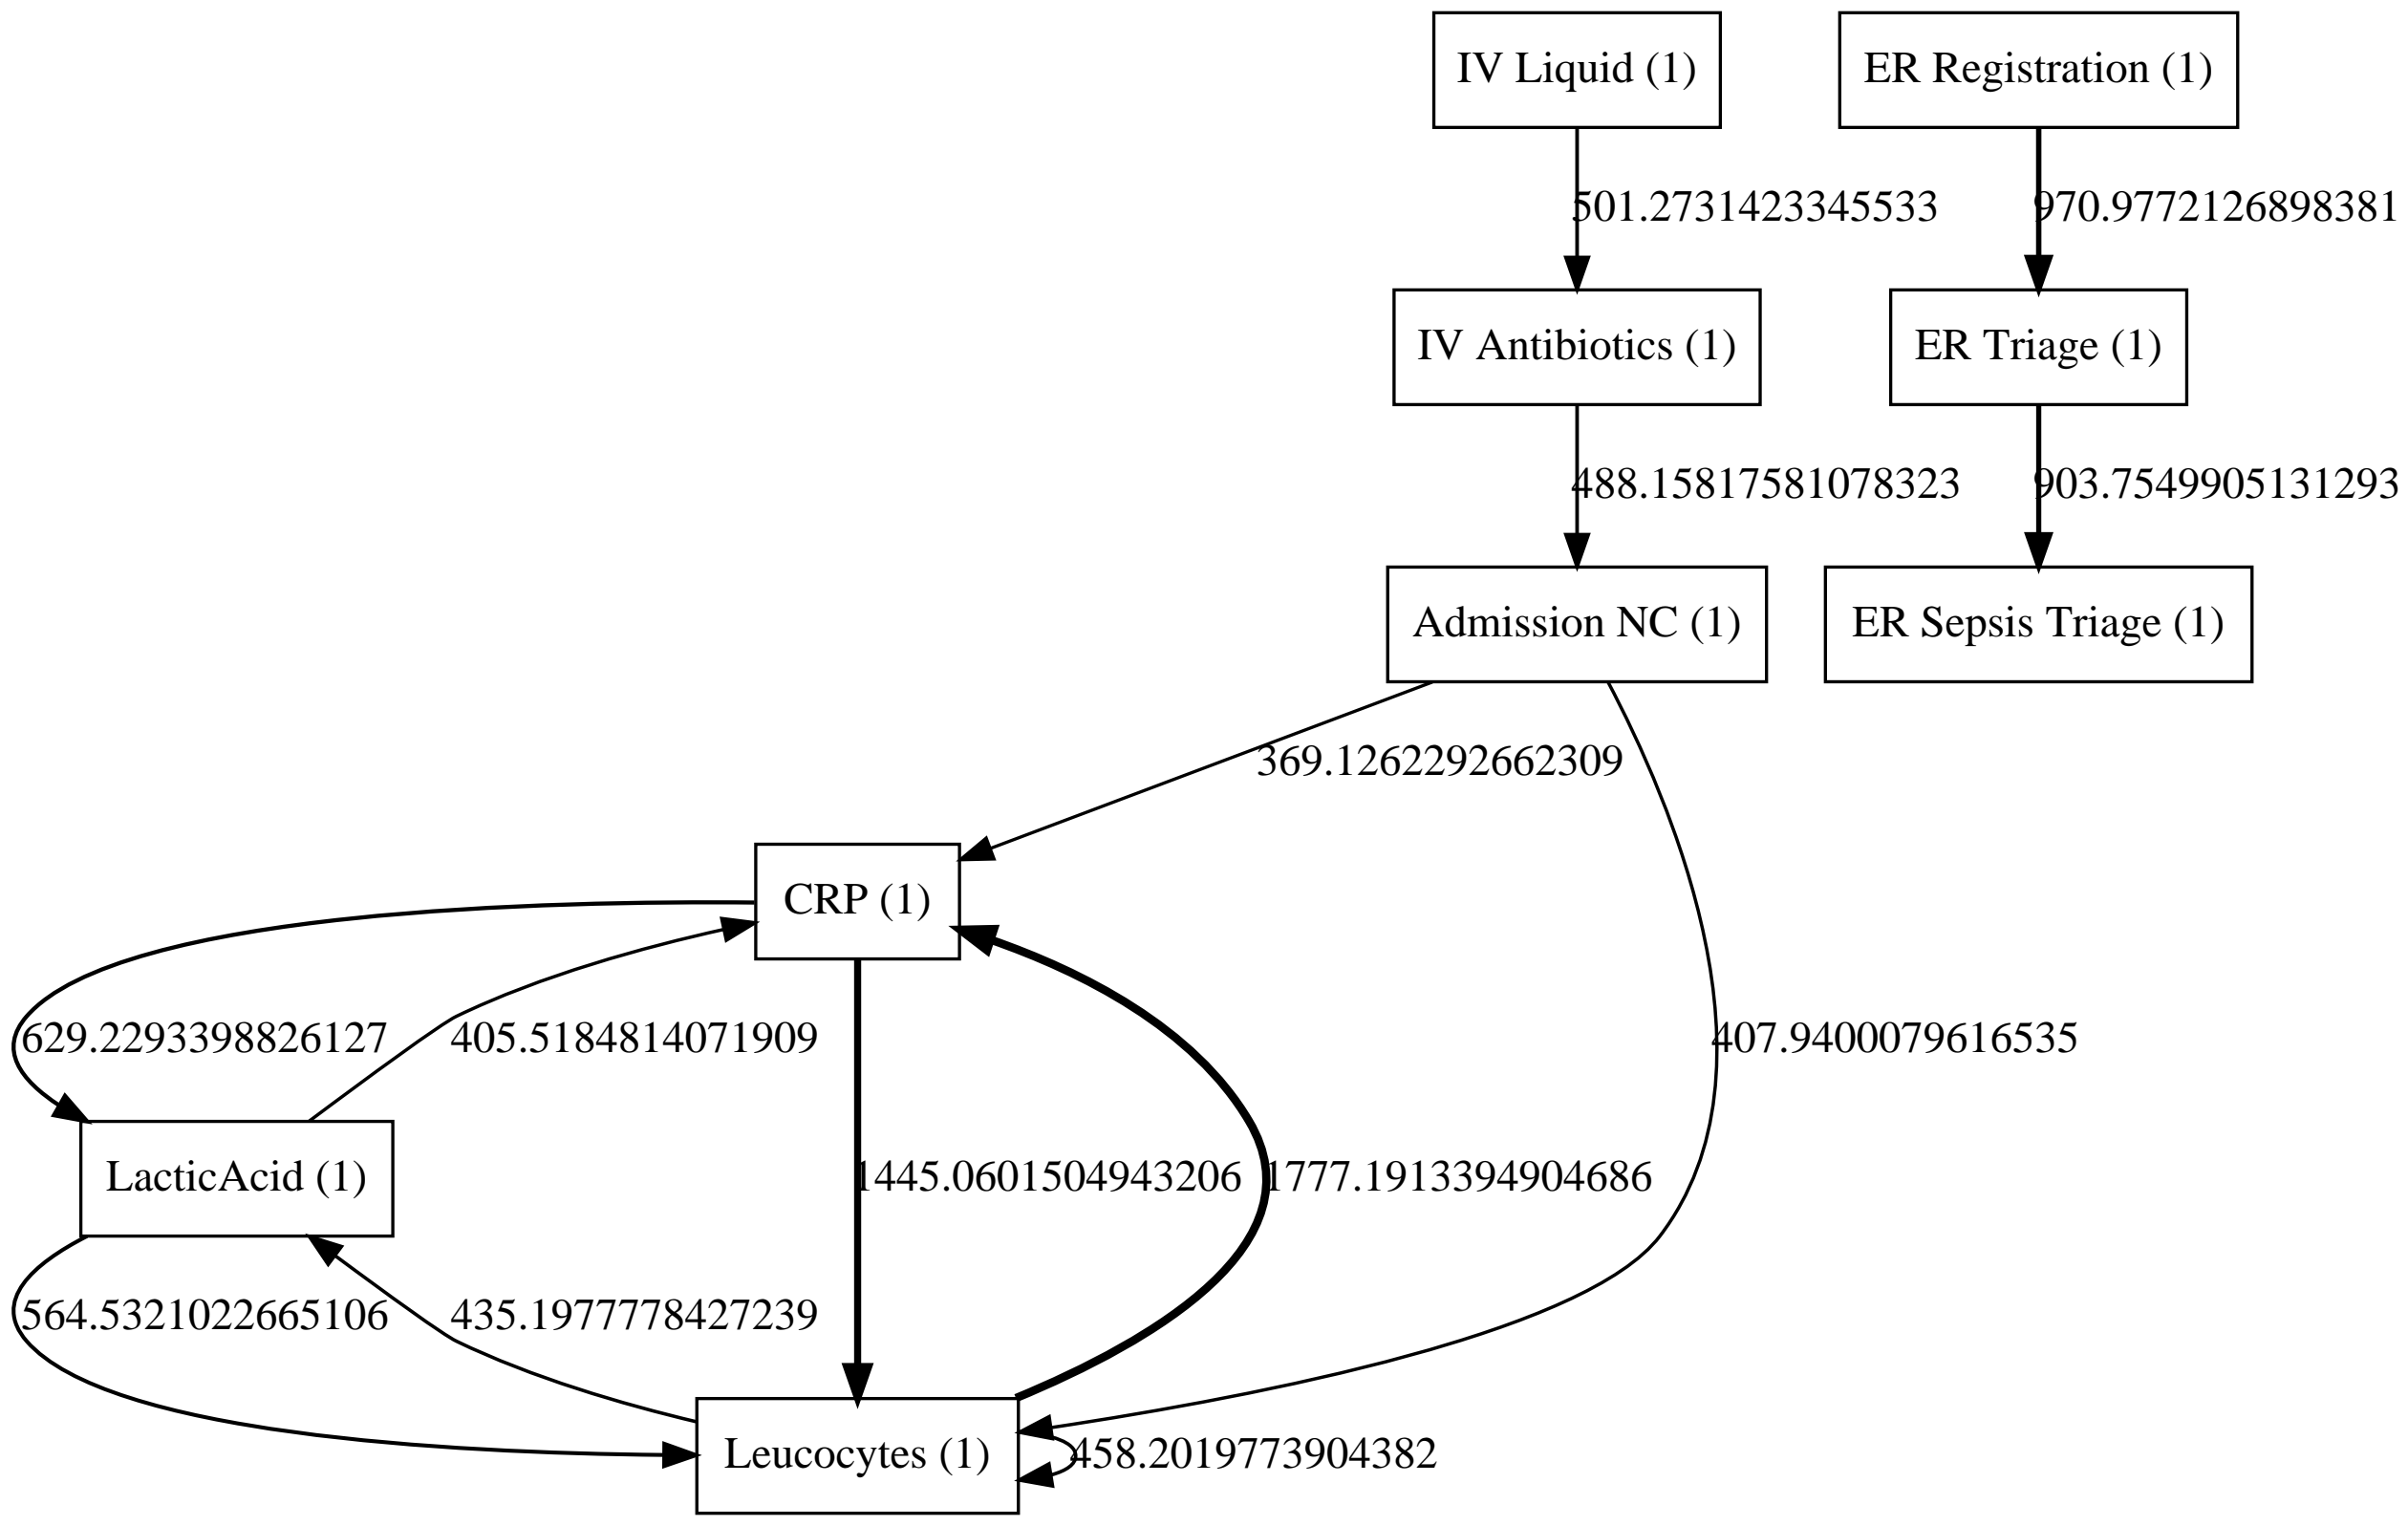 IV Liquid (1)
ER Registration (1)
501.2731423345533
970.9772126898381
IV Antibiotics (1)
ER Triage (1)
488.15817581078323
903.7549905131293
Admission NC (1)
ER Sepsis Triage (1)
369.1262292662309
CRP (1)
629.2293398826127
405.5184814071909
407.9400079616535
LacticAcid (1)
1445.0601504943206
1777.1913394904686
564.5321022665106
435.1977778427239
Leucocytes (1)
458.2019773904382